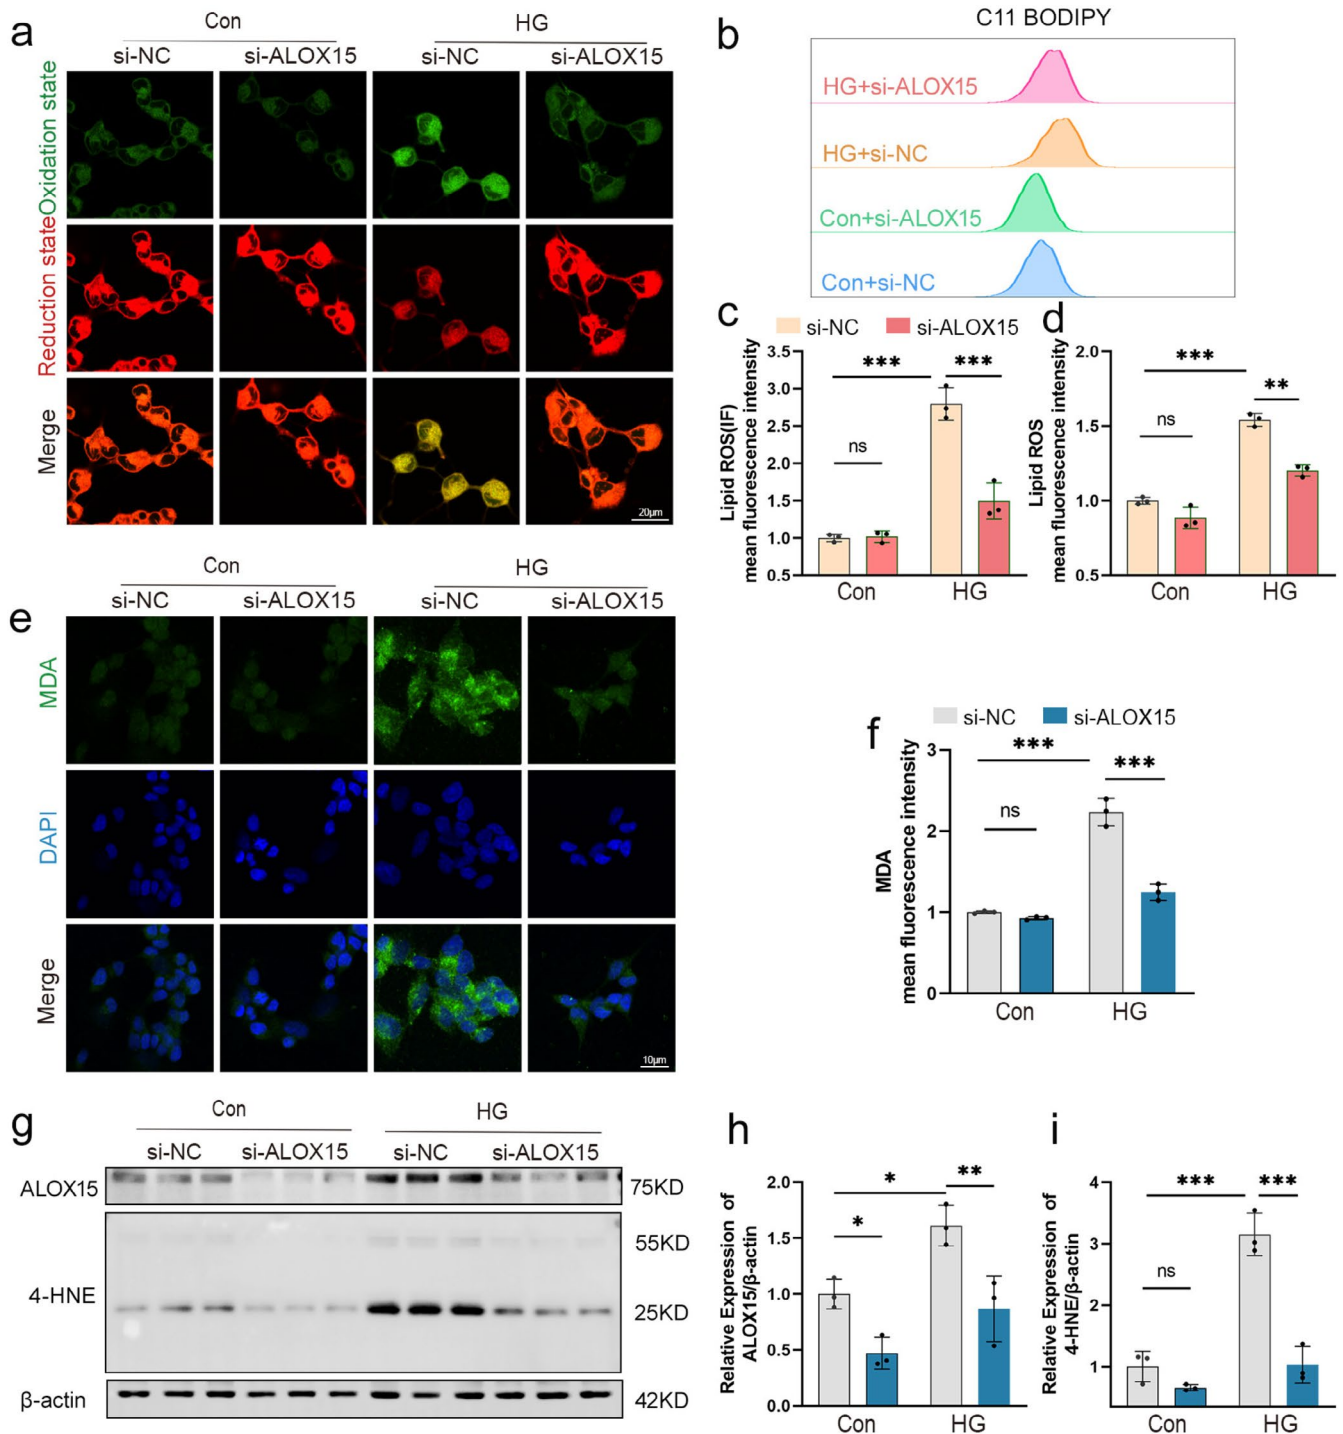 a
Con
HG
si-NC
si-ALOX15
si-NC
si-ALOX15
Oxidation state
Reduction state
Merge
20μm
b
C11 BODIPY
HG+si-ALOX15
HG+si-NC
Con+si-ALOX15
Con+si-NC
c
si-NC
si-ALOX15
Lipid ROS(IF)
mean fluorescence intensity
3.5
3.0
2.5
2.0
1.5
1.0
0.5
***
***
ns
Con
HG
d
Lipid ROS
mean fluorescence intensity
2.0
1.5
1.0
0.5
***
**
ns
Con
HG
e
Con
HG
si-NC
si-ALOX15
si-NC
si-ALOX15
MDA
DAPI
Merge
10μm
f
si-NC
si-ALOX15
MDA
mean fluorescence intensity
3
2
1
0
***
***
ns
Con
HG
g
Con
HG
si-NC
si-ALOX15
si-NC
si-ALOX15
ALOX15
75KD
55KD
4-HNE
25KD
β-actin
42KD
h
Relative Expression of
ALOX15/β-actin
2.0
1.5
1.0
0.5
0.0
*
**
*
Con
HG
i
Relative Expression of
4-HNE/β-actin
4
3
2
1
***
***
ns
Con
HG